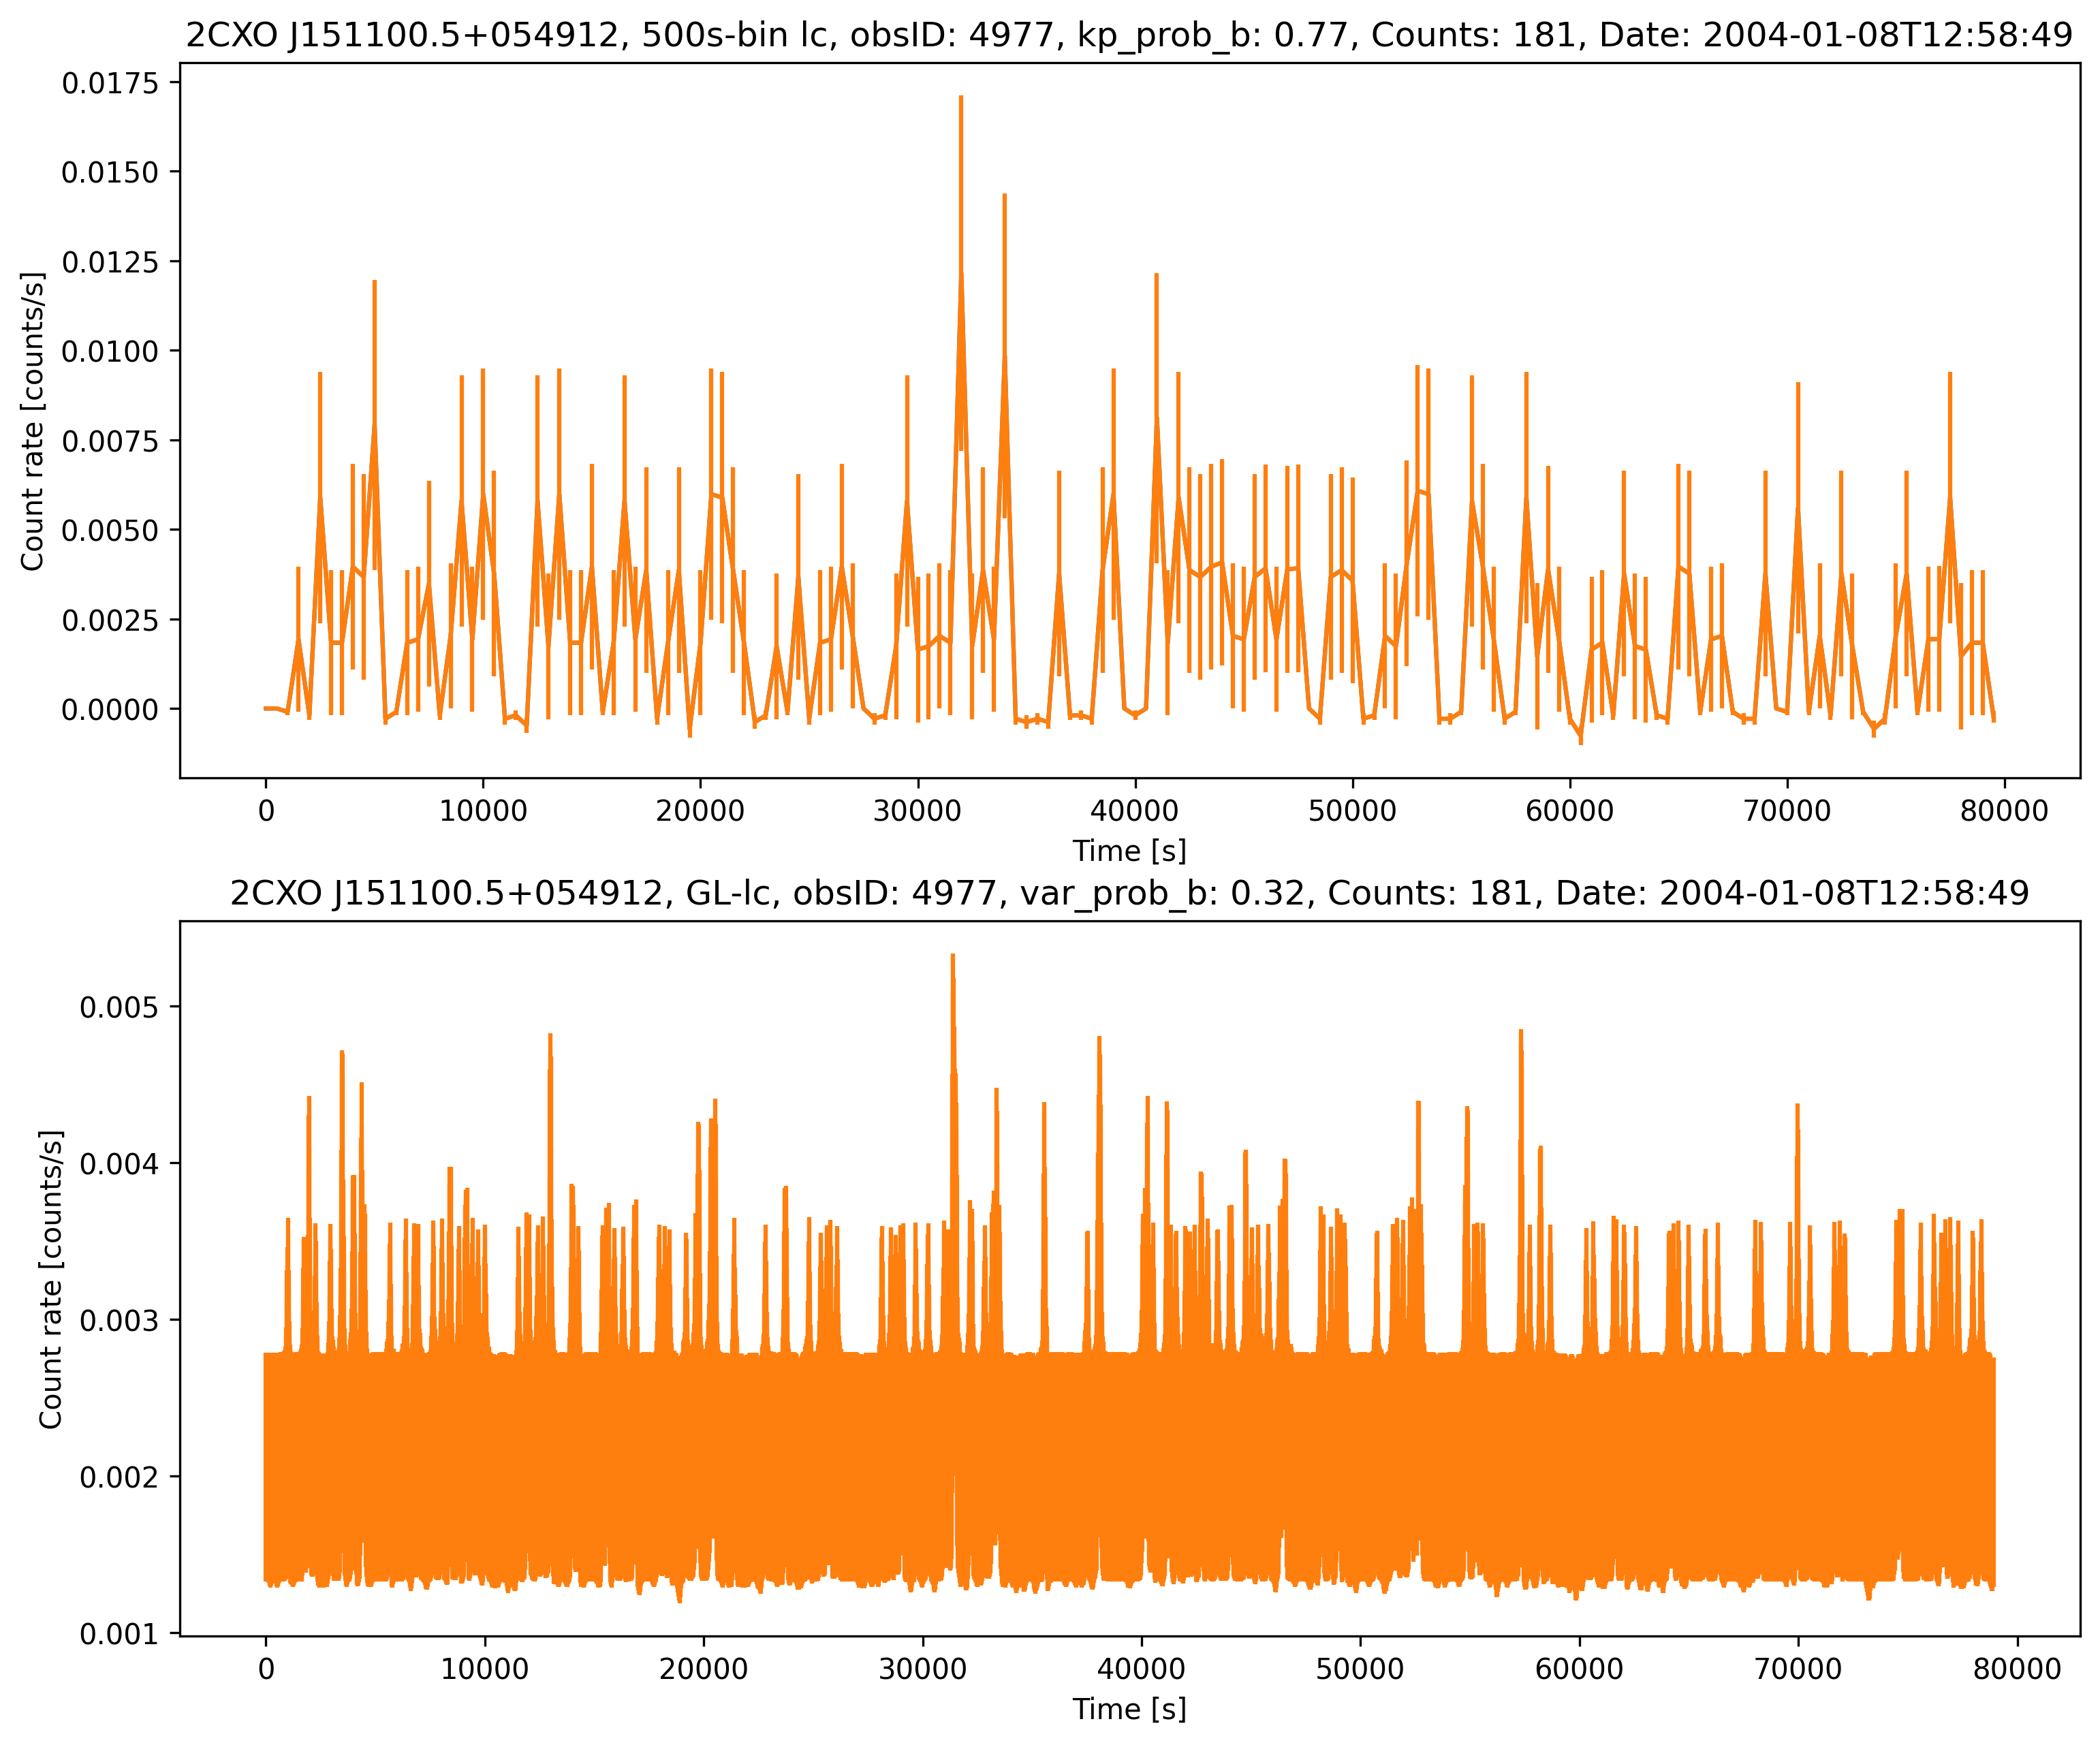 2CXO J151100.5+054912, 500s-bin lc, obsID: 4977, kp_prob_b: 0.77, Counts: 181, Date: 2004-01-08T12:58:49
Count rate [counts/s]
0.0175
0.0150
0.0125
0.0100
0.0075
0.0050
0.0025
0.0000
0 10000 20000 30000 40000 50000 60000 70000 80000
Time [s]
2CXO J151100.5+054912, GL-lc, obsID: 4977, var_prob_b: 0.32, Counts: 181, Date: 2004-01-08T12:58:49
Count rate [counts/s]
0.005
0.004
0.003
0.002
0.001
0 10000 20000 30000 40000 50000 60000 70000 80000
Time [s]